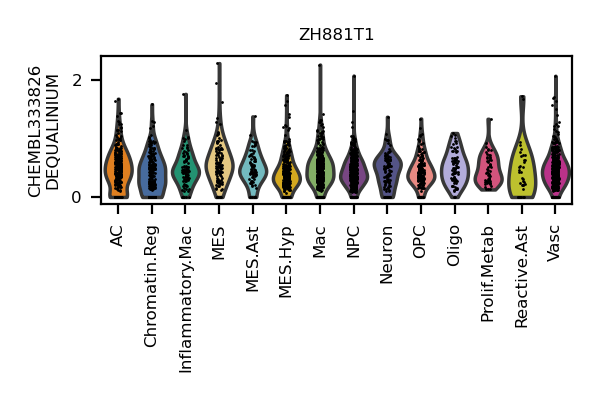 ZH881T1
CHEMBL333826
DEQUALINIUM
2
0
AC
Chromatin.Reg
Inflammatory.Mac
MES
MES.Ast
MES.Hyp
Mac
NPC
Neuron
OPC
Oligo
Prolif.Metab
Reactive.Ast
Vasc